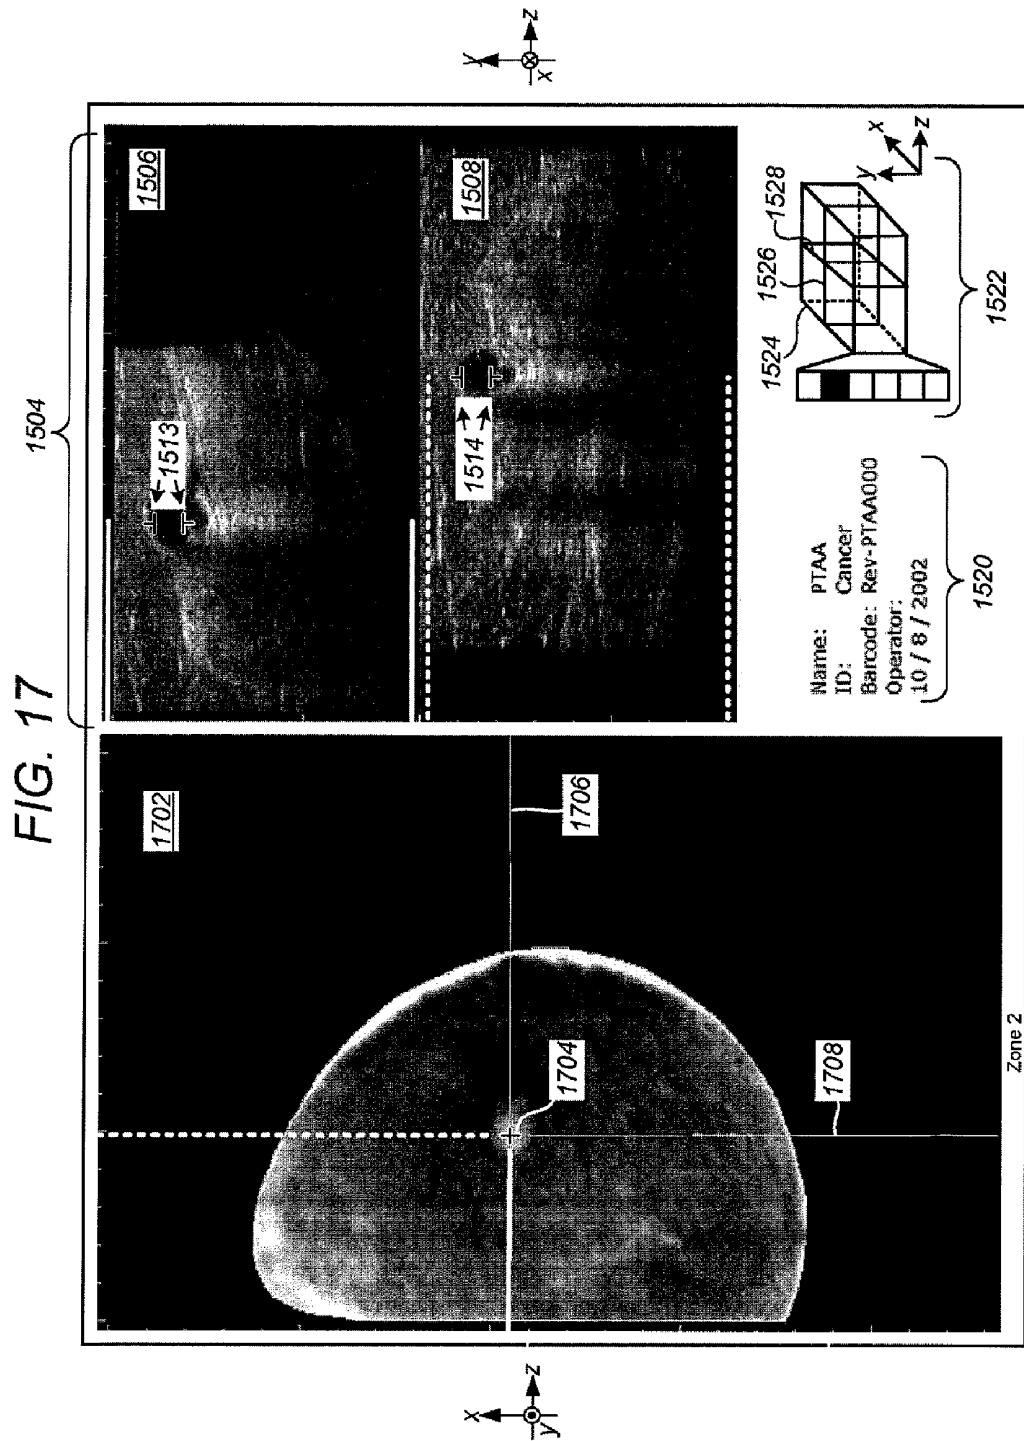 FIG. 17
1504
1702
1506
1513
1508
1514
1706
1704
1708
Zone 2
Name: PTAA
ID: Cancer
Barcode: Rev-PTAA000
Operator:
10 / 8 / 2002
1520
1524
1526
1528
1522
y
x
z
x
y
z
y
x
z